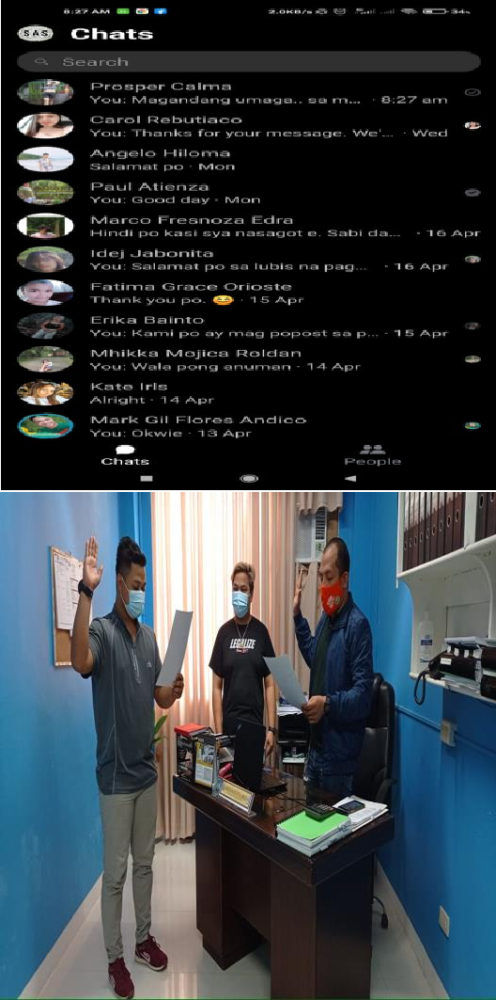 8:27 AM
2.0KB/s
34%
SAS
Chats
Search
Prosper Calma
You: Magandang umaga.. sa m... · 8:27 am
Carol Rebutiaco
You: Thanks for your message. We'... · Wed
Angelo Hiloma
Salamat po · Mon
Paul Atienza
You: Good day · Mon
Marco Fresnoza Edra
Hindi po kasi sya nasagot e. Sabi da... · 16 Apr
Idej Jabonita
You: Salamat po sa lubis na pag... · 16 Apr
Fatima Grace Orioste
Thank you po. 😄 · 15 Apr
Erika Bainto
You: Kami po ay mag popost sa p... · 15 Apr
Mhikka Mojica Roldan
You: Wala pong anuman · 14 Apr
Kate Irls
Alright · 14 Apr
Mark Gil Flores Andico
You: Okwie · 13 Apr
Chats
People
LEGALIZE